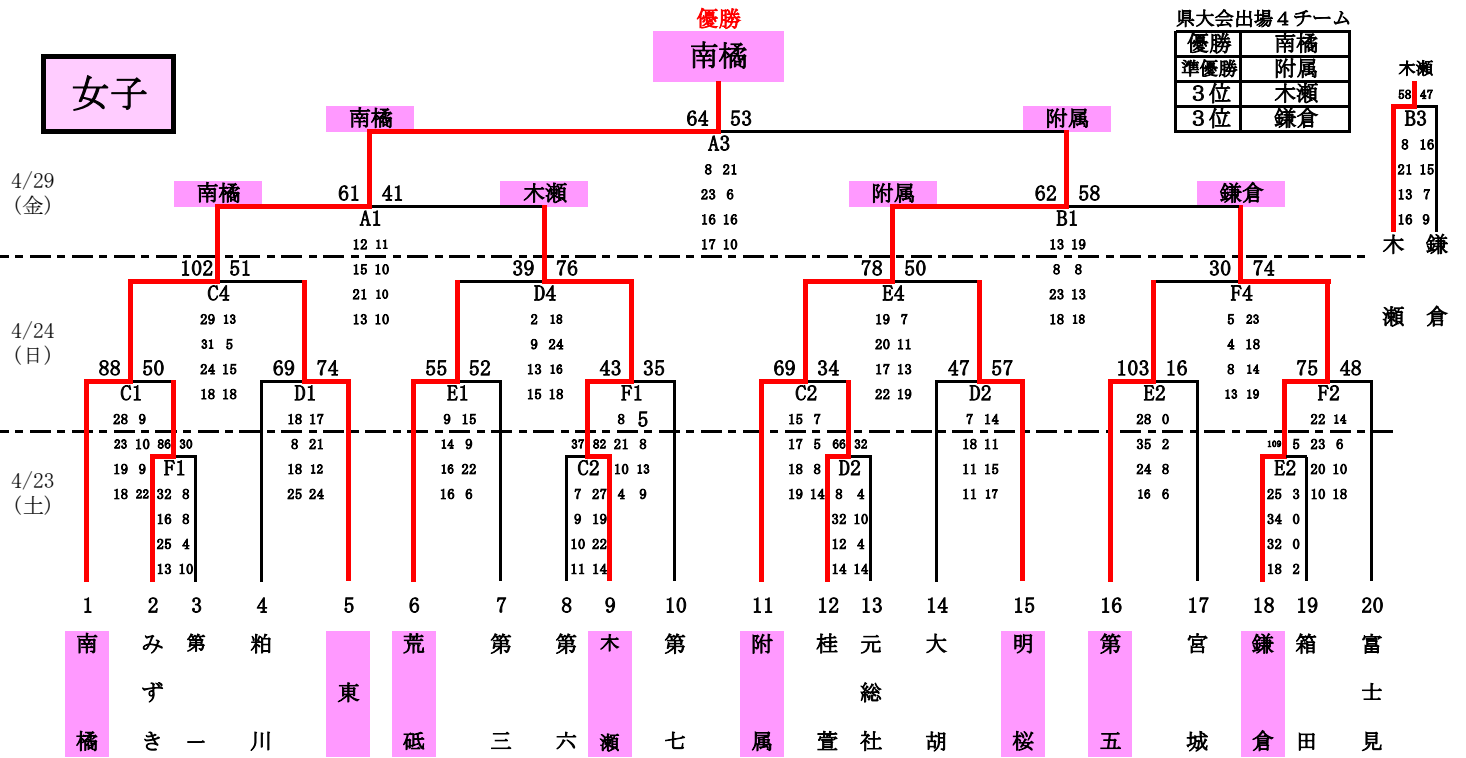 優勝
南橘
県大会出場４チーム
優勝 南橘
準優勝 附属
３位 木瀬
３位 鎌倉
女子
木瀬
58 47
B3
8 16
21 15
13 7
16 9
木瀬 鎌倉
南橘 64 53 附属
A3
8 21
23 6
16 16
17 10
4/29
(金)
南橘 61 41 木瀬
A1
12 11
15 10
21 10
13 10
附属 62 58 鎌倉
B1
13 19
8 8
23 13
18 18
4/24
(日)
102 51
C4
29 13
31 5
24 15
18 18
39 76
D4
2 18
9 24
13 16
15 18
78 50
E4
19 7
20 11
17 13
22 19
30 74
F4
5 23
4 18
8 14
13 19
88 50
C1
28 9
23 10
19 9
18 22
69 74
D1
18 17
8 21
18 12
25 24
55 52
E1
9 15
14 9
16 22
16 6
43 35
F1
8 5
21 8
10 13
4 9
69 34
C2
15 7
17 5
18 8
19 14
47 57
D2
7 14
18 11
11 15
11 17
103 16
E2
28 0
35 2
24 8
16 6
75 48
F2
22 14
23 6
20 10
10 18
4/23
(土)
86 30
F1
32 8
16 8
25 4
13 10
37 82
C2
7 27
9 19
10 22
11 14
66 32
D2
8 4
32 10
12 4
14 14
109 5
E2
25 3
34 0
32 0
18 2
1 2 3 4 5 6 7 8 9 10 11 12 13 14 15 16 17 18 19 20
南橘
みずき
第一
粕川
東
荒砥
第三
第六
木瀬
第七
附属
桂萱
元総社
大胡
明桜
第五
宮城
鎌倉
箱田
富士見